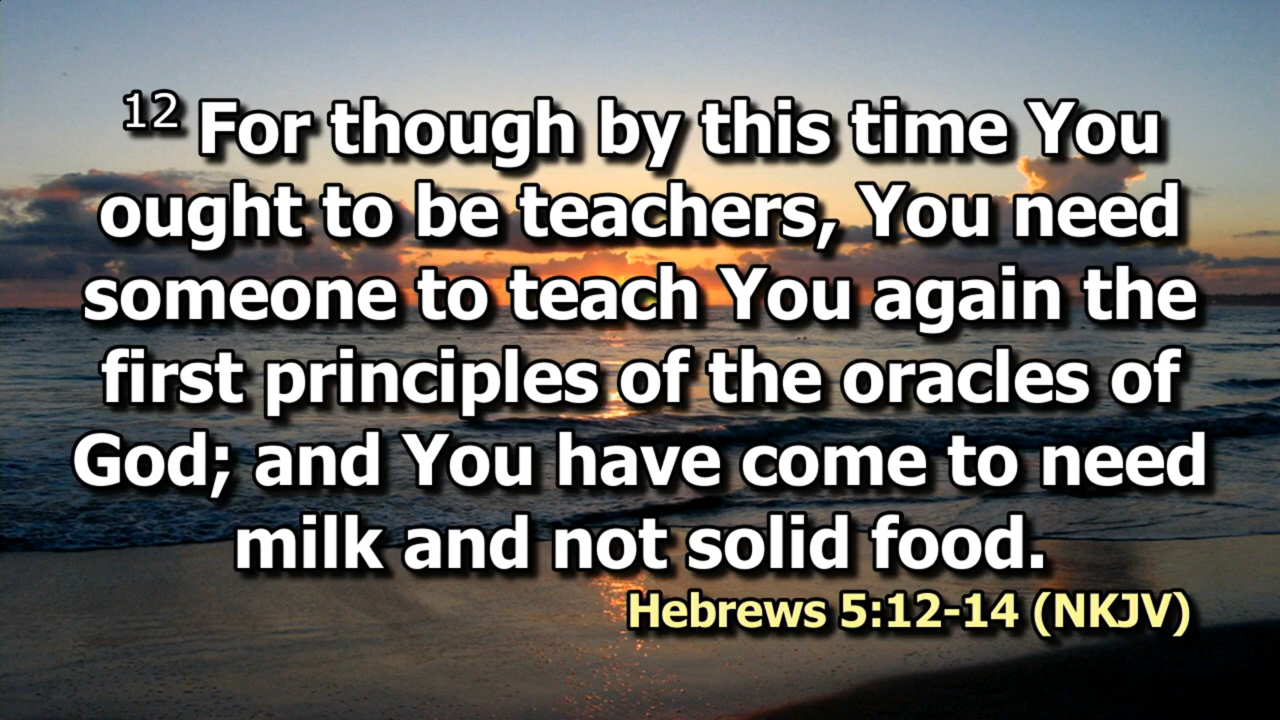 12 For though by this time You
ought to be teachers, You need
someone to teach You again the
first principles of the oracles of
God; and You have come to need
milk and not solid food.
Hebrews 5:12-14 (NKJV)